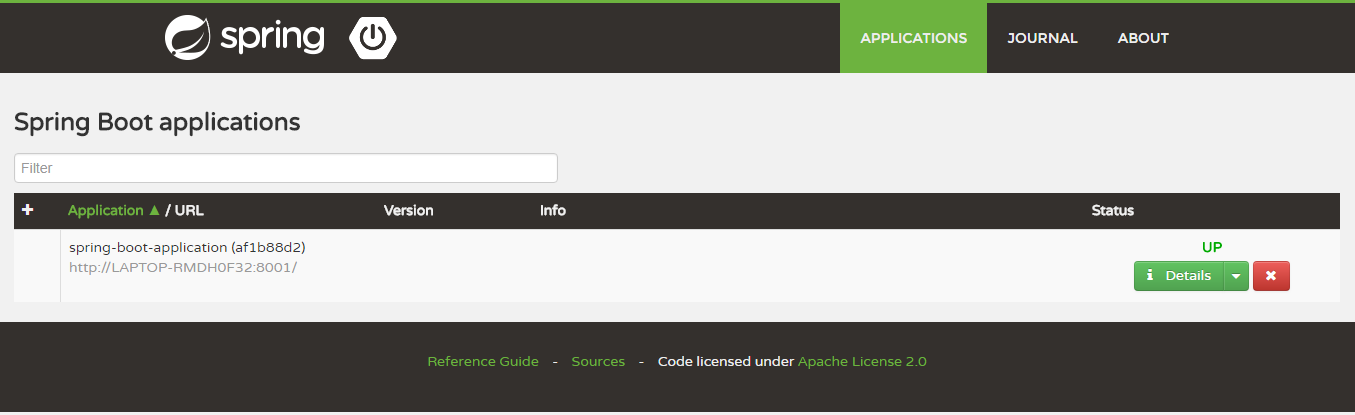 spring
APPLICATIONS JOURNAL ABOUT
Spring Boot applications
Filter
Application ▲ / URL Version Info Status
spring-boot-application (af1b88d2) UP
http://LAPTOP-RMDH0F32:8001/
Details
Reference Guide - Sources - Code licensed under Apache License 2.0